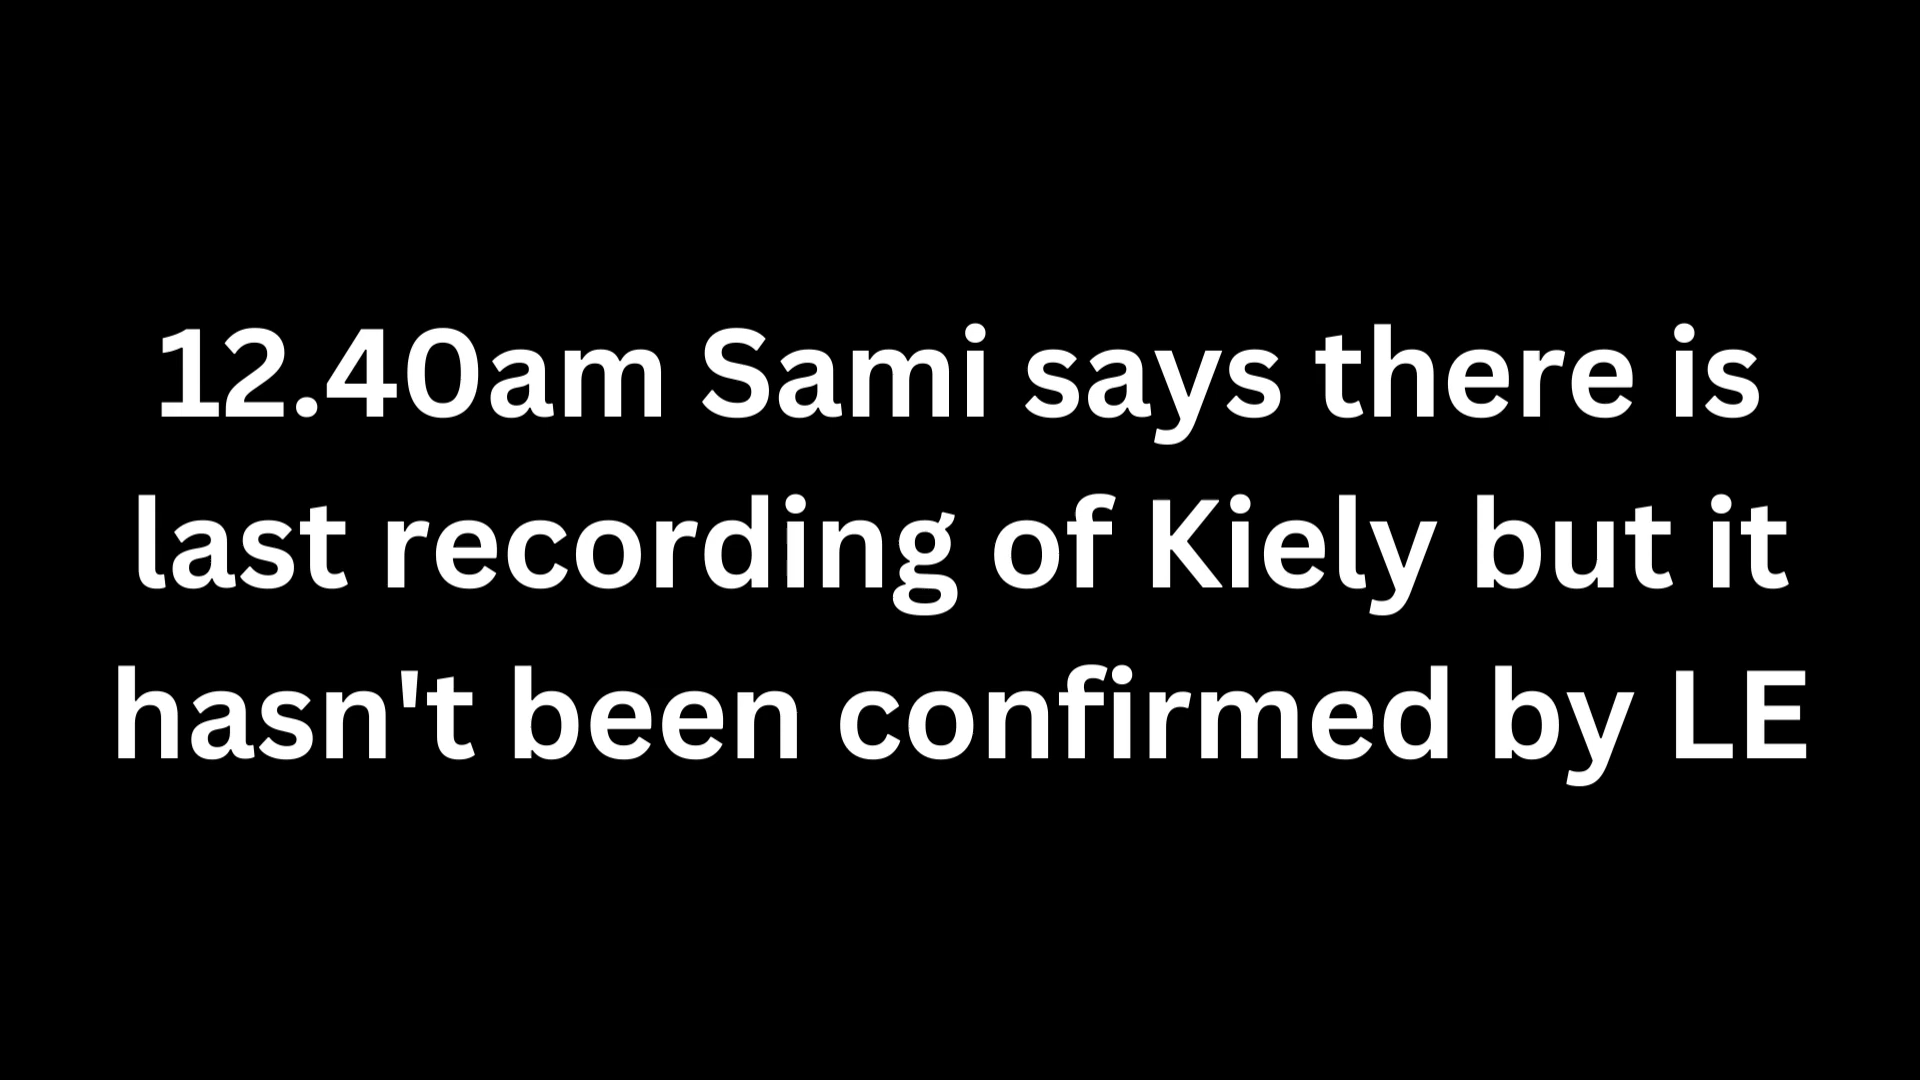 12.40am Sami says there is
last recording of Kiely but it
hasn't been confirmed by LE